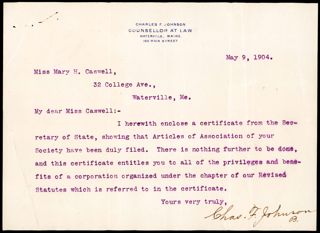 CHARLES F. JOHNSON
COUNSELLOR AT LAW
WATERVILLE, MAINE
MAIN STREET
May 9, 1904.
Miss Mary H. Caswell,
32 College Ave.,
Waterville, Me.
My dear Miss Caswell:-
I herewith enclose a certificate from the Sec-
retary of State, showing that Articles of Association of your
Society have been duly filed. There is nothing further to be done,
and this certificate entitles you to all of the privileges and bene-
fits of a corporation organized under the chapter of our Revised
Statutes which is referred to in the certificate.
Yours very truly,
Chas. F. Johnson
B.